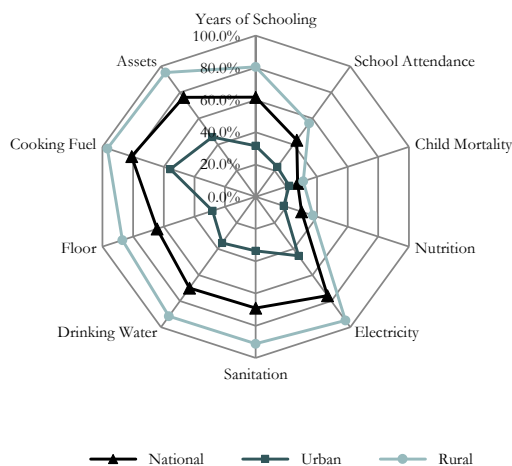 Years of Schooling
100.0%
Assets
School Attendance
80.0%
60.0%
Cooking Fuel
40.0%
Child Mortality
20.0%
0.0%
Floor
Nutrition
Drinking Water
Electricity
Sanitation
National Urban Rural